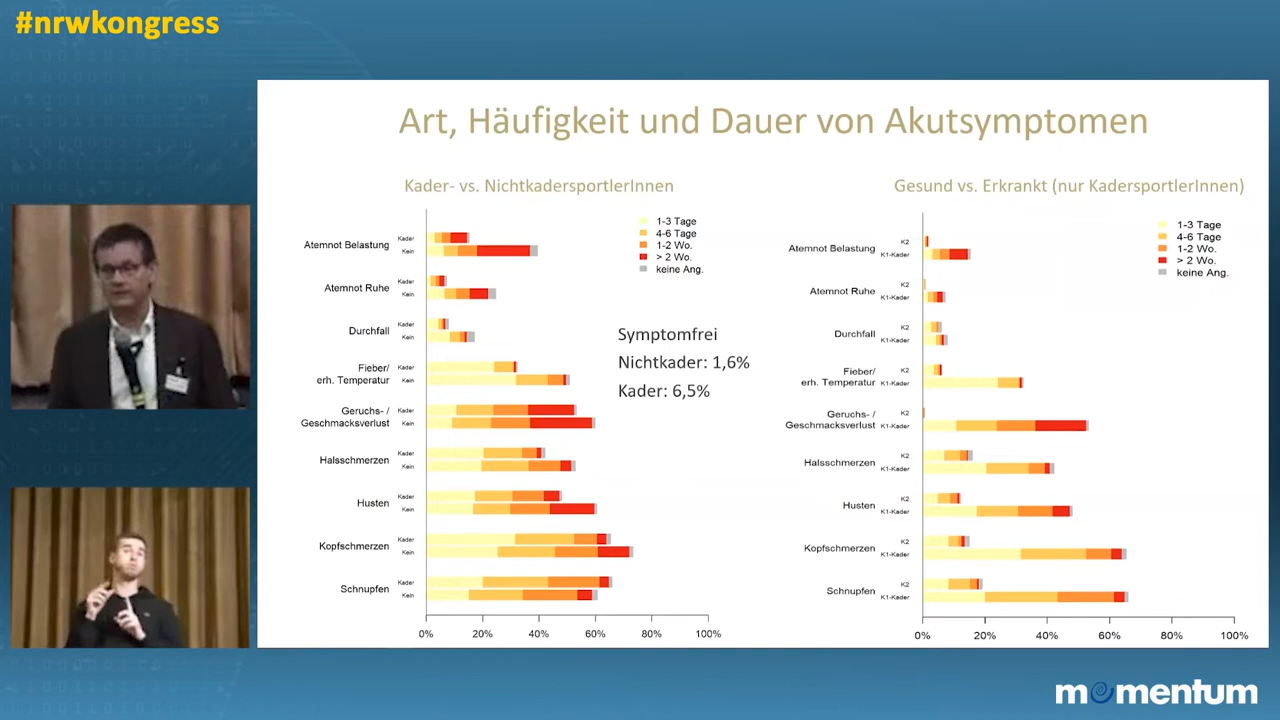 #nrwkongress
Art, Häufigkeit und Dauer von Akutsymptomen
Kader- vs. NichtkadersportlerInnen
1-3 Tage
4-6 Tage
1-2 Wo.
> 2 Wo.
keine Ang.
Atemnot Belastung
Kader
Kein
Atemnot Ruhe
Kader
Kein
Durchfall
Kader
Kein
Fieber/
erh. Temperatur
Kader
Kein
Geruchs- /
Geschmacksverlust
Kader
Kein
Halsschmerzen
Kader
Kein
Husten
Kader
Kein
Kopfschmerzen
Kader
Kein
Schnupfen
Kader
Kein
0% 20% 40% 60% 80% 100%
Symptomfrei
Nichtkader: 1,6%
Kader: 6,5%
Gesund vs. Erkrankt (nur KadersportlerInnen)
1-3 Tage
4-6 Tage
1-2 Wo.
> 2 Wo.
keine Ang.
Atemnot Belastung
K2
K1-Kader
Atemnot Ruhe
K2
K1-Kader
Durchfall
K2
K1-Kader
Fieber/
erh. Temperatur
K2
K1-Kader
Geruchs- /
Geschmacksverlust
K2
K1-Kader
Halsschmerzen
K2
K1-Kader
Husten
K2
K1-Kader
Kopfschmerzen
K2
K1-Kader
Schnupfen
K2
K1-Kader
0% 20% 40% 60% 80% 100%
momentum